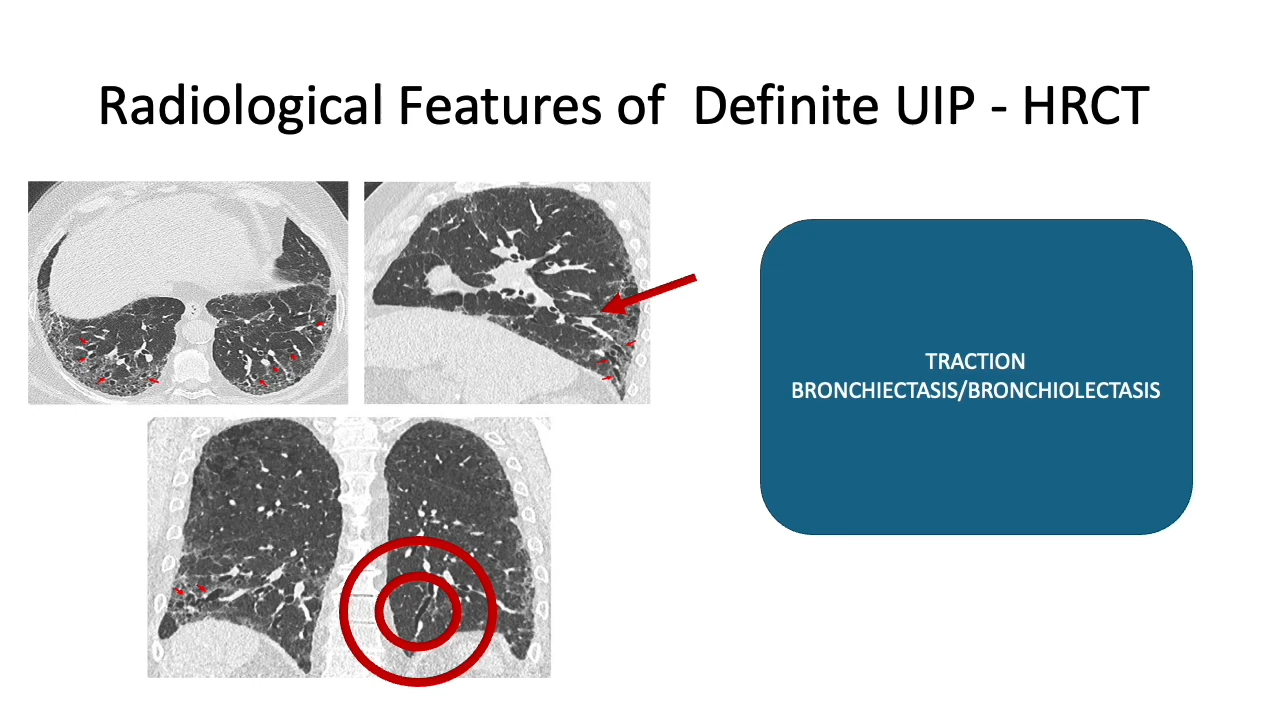 Radiological Features of  Definite UIP - HRCT
TRACTION
BRONCHIECTASIS/BRONCHIOLECTASIS